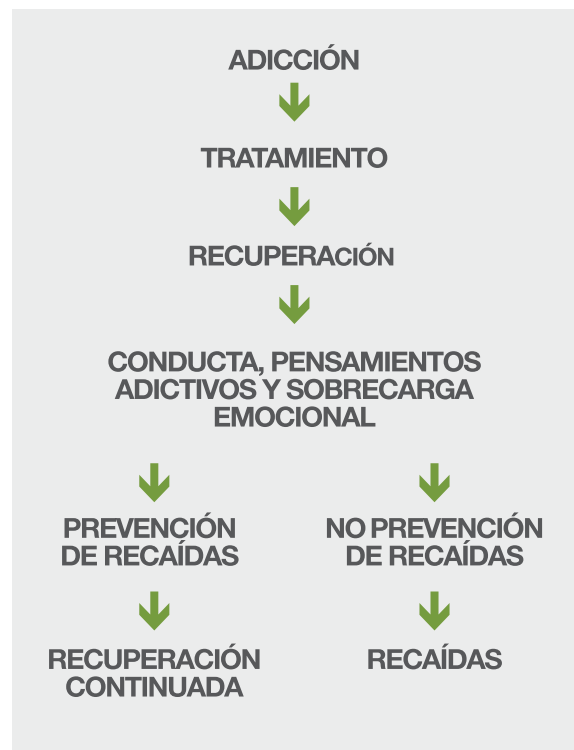 ADICCIÓN
TRATAMIENTO
RECUPERACIÓN
CONDUCTA, PENSAMIENTOS
ADICTIVOS Y SOBRECARGA
EMOCIONAL
PREVENCIÓN
DE RECAÍDAS
NO PREVENCIÓN
DE RECAÍDAS
RECUPERACIÓN
CONTINUADA
RECAÍDAS